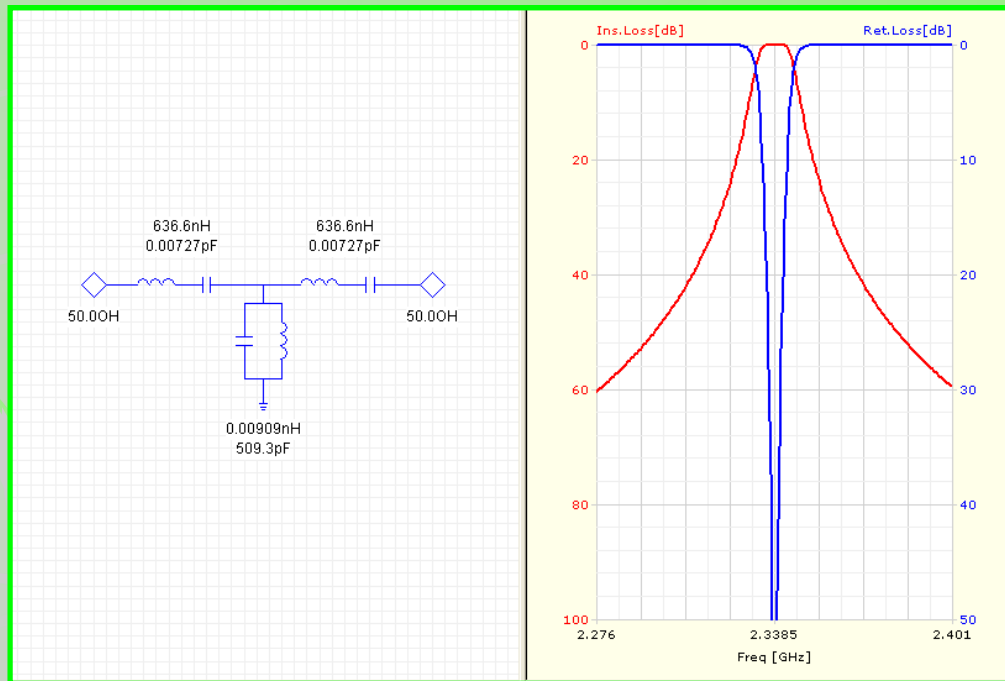 636.6nH
0.00727pF
636.6nH
0.00727pF
50.0OH
50.0OH
0.00909nH
509.3pF
Ins.Loss[dB]
Ret.Loss[dB]
0
0
20
10
40
20
60
30
80
40
100
50
2.276
2.3385
2.401
Freq [GHz]